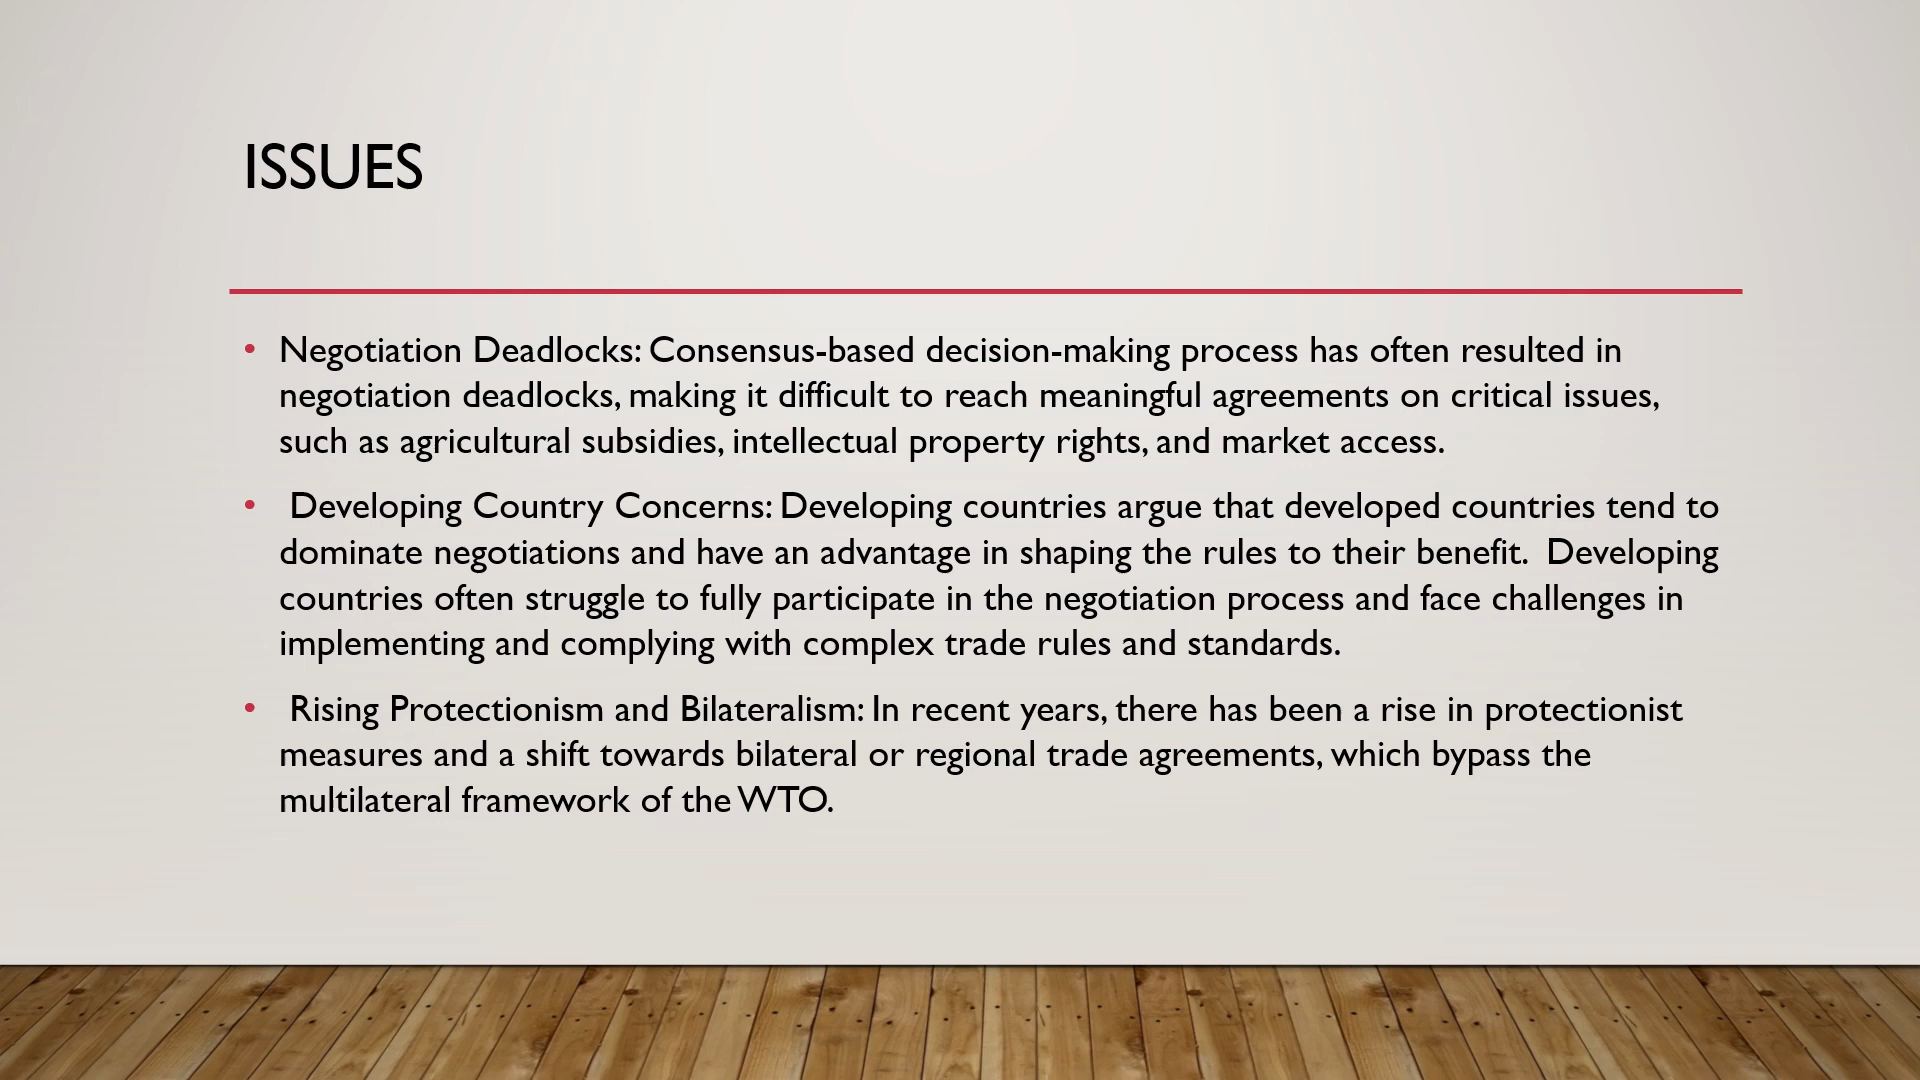 ISSUES
• Negotiation Deadlocks: Consensus-based decision-making process has often resulted in
negotiation deadlocks, making it difficult to reach meaningful agreements on critical issues,
such as agricultural subsidies, intellectual property rights, and market access.
• Developing Country Concerns: Developing countries argue that developed countries tend to
dominate negotiations and have an advantage in shaping the rules to their benefit.  Developing
countries often struggle to fully participate in the negotiation process and face challenges in
implementing and complying with complex trade rules and standards.
• Rising Protectionism and Bilateralism: In recent years, there has been a rise in protectionist
measures and a shift towards bilateral or regional trade agreements, which bypass the
multilateral framework of the WTO.